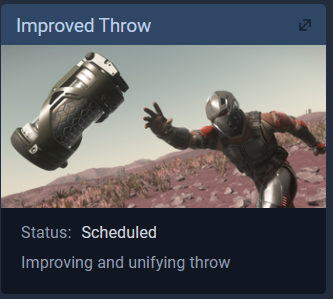 Improved Throw
Status: Scheduled
Improving and unifying throw